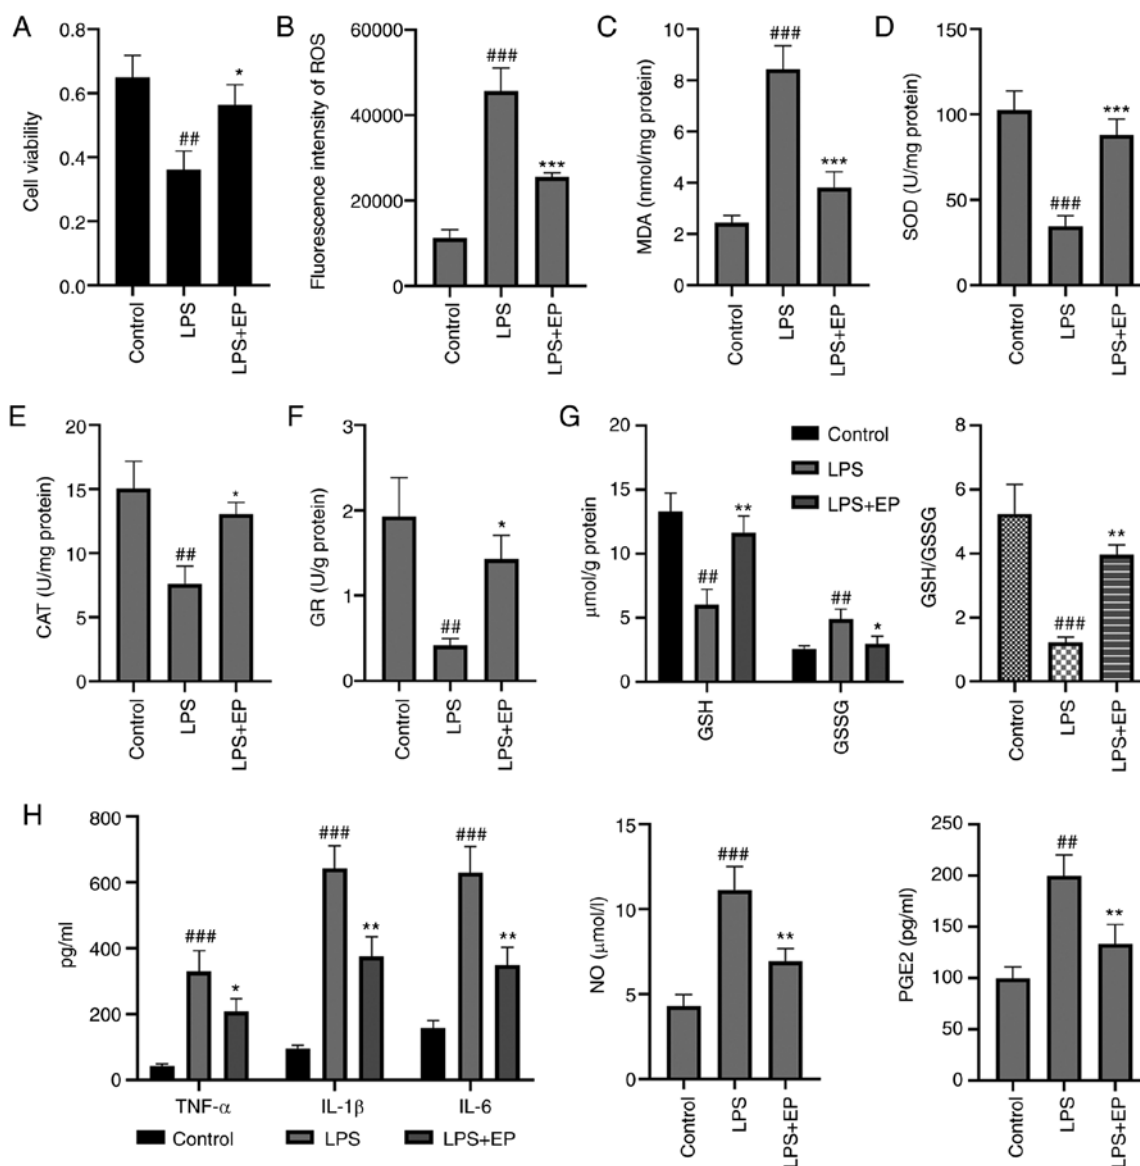 A
Cell viability
0.8
0.6
0.4
0.2
0.0
##
*
Control
LPS
LPS+EP
B
Fluorescence intensity of ROS
60000
40000
20000
0
###
***
Control
LPS
LPS+EP
C
MDA (nmol/mg protein)
10
8
6
4
2
0
###
***
Control
LPS
LPS+EP
D
SOD (U/mg protein)
150
100
50
0
###
***
Control
LPS
LPS+EP
E
CAT (U/mg protein)
20
15
10
5
0
##
*
Control
LPS
LPS+EP
F
GR (U/g protein)
3
2
1
0
##
*
Control
LPS
LPS+EP
G
μmol/g protein
20
15
10
5
0
Control
LPS
LPS+EP
##
**
##
*
GSH
GSSG
GSH/GSSG
8
6
4
2
0
###
**
Control
LPS
LPS+EP
H
pg/ml
800
600
400
200
0
###
*
###
**
###
**
TNF-α
IL-1β
IL-6
Control
LPS
LPS+EP
NO (μmol/l)
15
10
5
0
###
**
Control
LPS
LPS+EP
PGE2 (pg/ml)
250
200
150
100
50
0
##
**
Control
LPS
LPS+EP